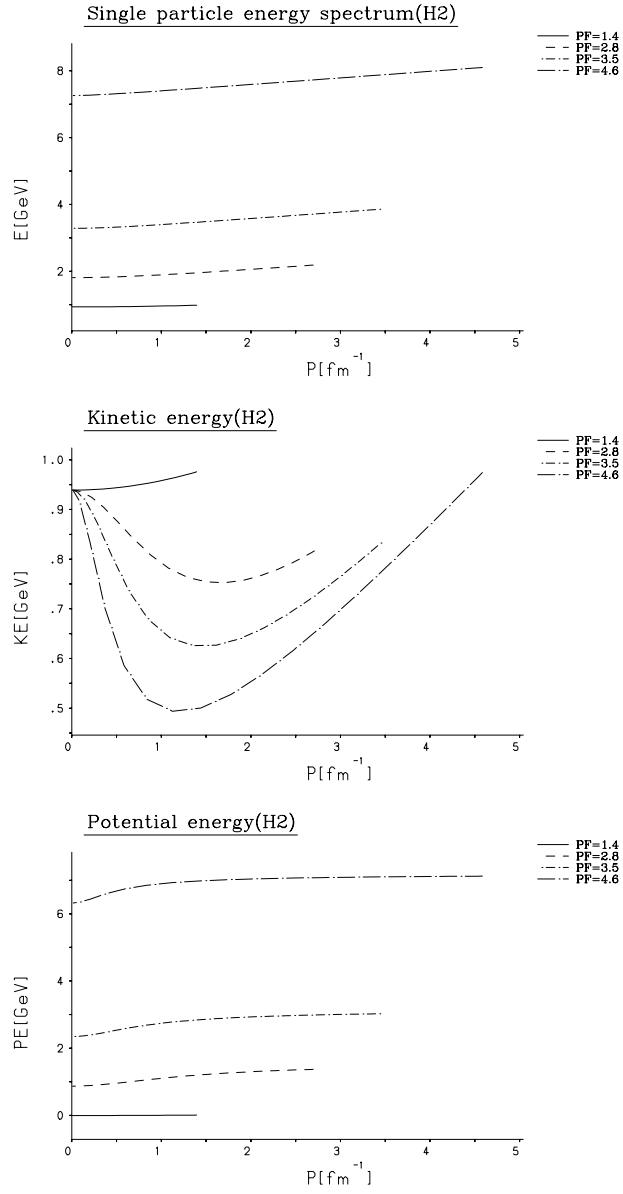 Single particle energy spectrum(H2)
PF=1.4
PF=2.8
PF=3.5
PF=4.6
E[GeV]
8
6
4
2
0 1 2 3 4 5
P[fm⁻¹]
Kinetic energy(H2)
PF=1.4
PF=2.8
PF=3.5
PF=4.6
KE[GeV]
1.0
.9
.8
.7
.6
.5
0 1 2 3 4 5
P[fm⁻¹]
Potential energy(H2)
PF=1.4
PF=2.8
PF=3.5
PF=4.6
PE[GeV]
6
4
2
0
0 1 2 3 4 5
P[fm⁻¹]